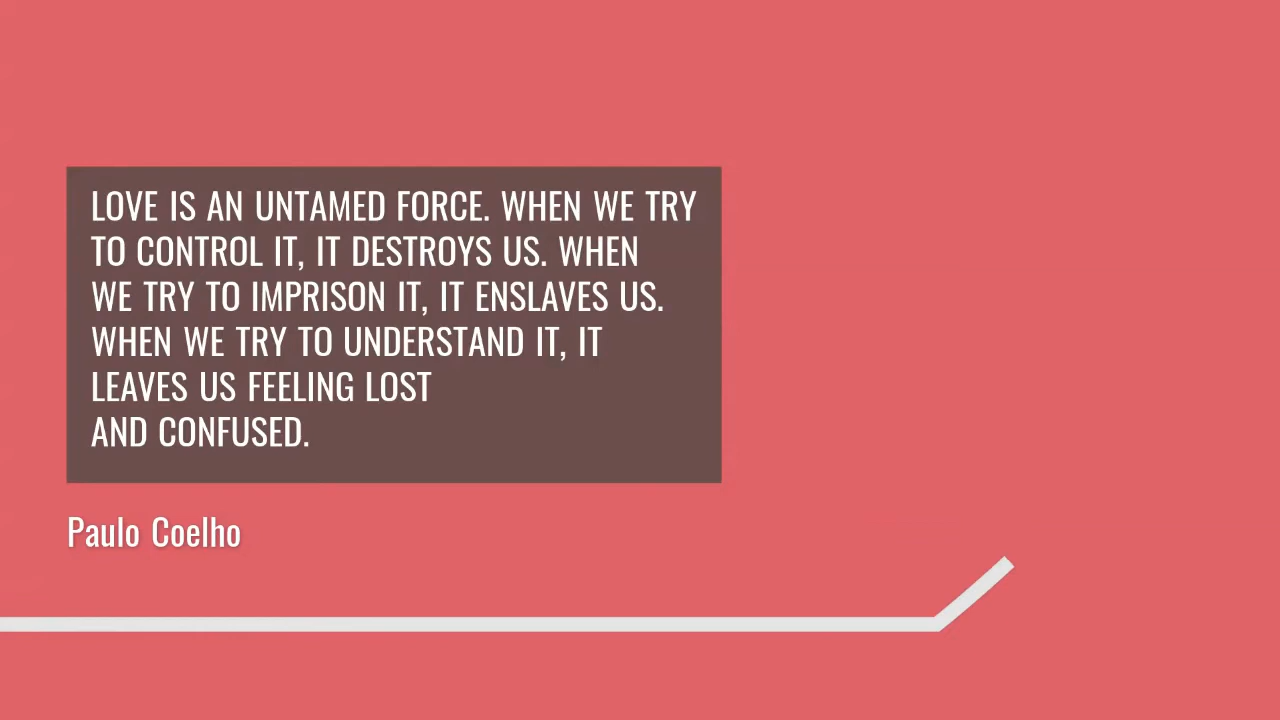 LOVE IS AN UNTAMED FORCE. WHEN WE TRY
TO CONTROL IT, IT DESTROYS US. WHEN
WE TRY TO IMPRISON IT, IT ENSLAVES US.
WHEN WE TRY TO UNDERSTAND IT, IT
LEAVES US FEELING LOST
AND CONFUSED.
Paulo Coelho